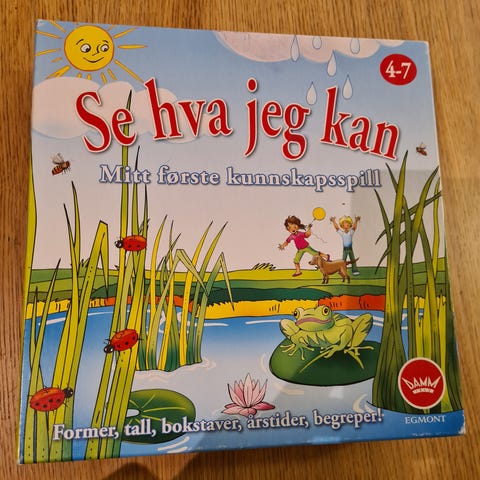 4-7
Se hva jeg kan
Mitt første kunnskapsspill
DAMM
EGMONT
Former, tall, bokstaver, årstider, begreper!